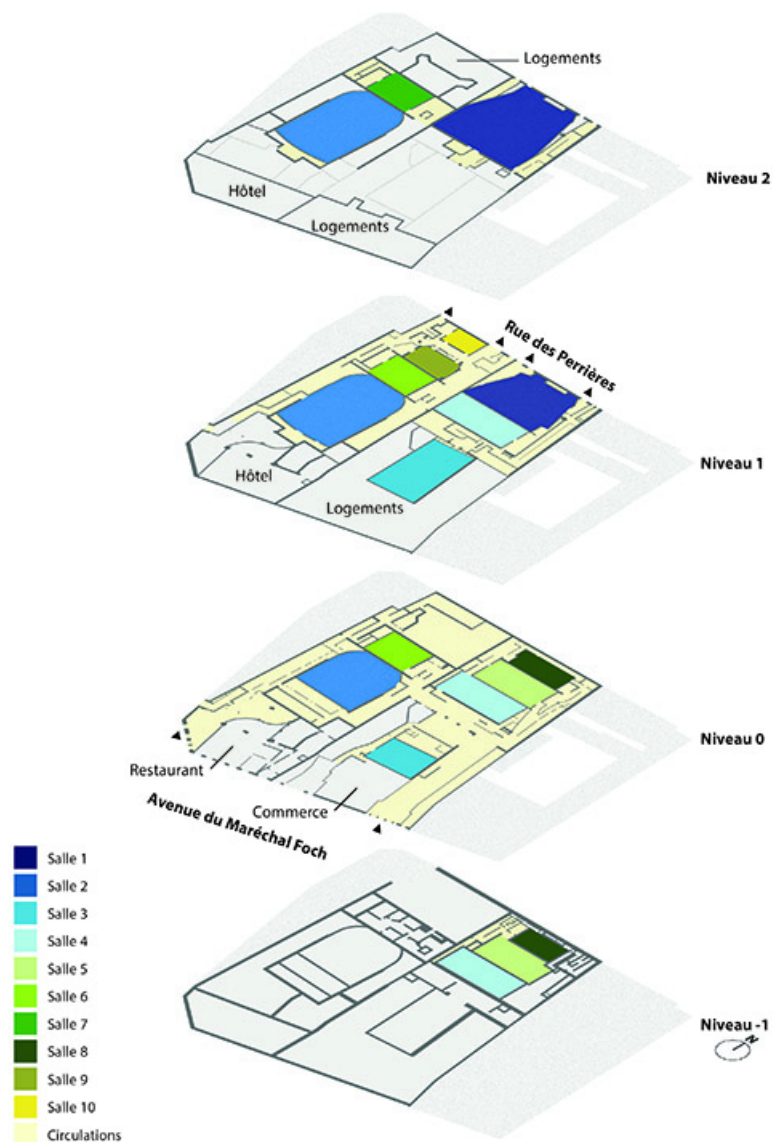 Logements
Niveau 2
Hôtel
Logements
Rue des Perrières
Niveau 1
Hôtel
Logements
Niveau 0
Restaurant
Commerce
Avenue du Maréchal Foch
Salle 1
Salle 2
Salle 3
Salle 4
Salle 5
Salle 6
Salle 7
Salle 8
Salle 9
Salle 10
Circulations
Niveau -1
N